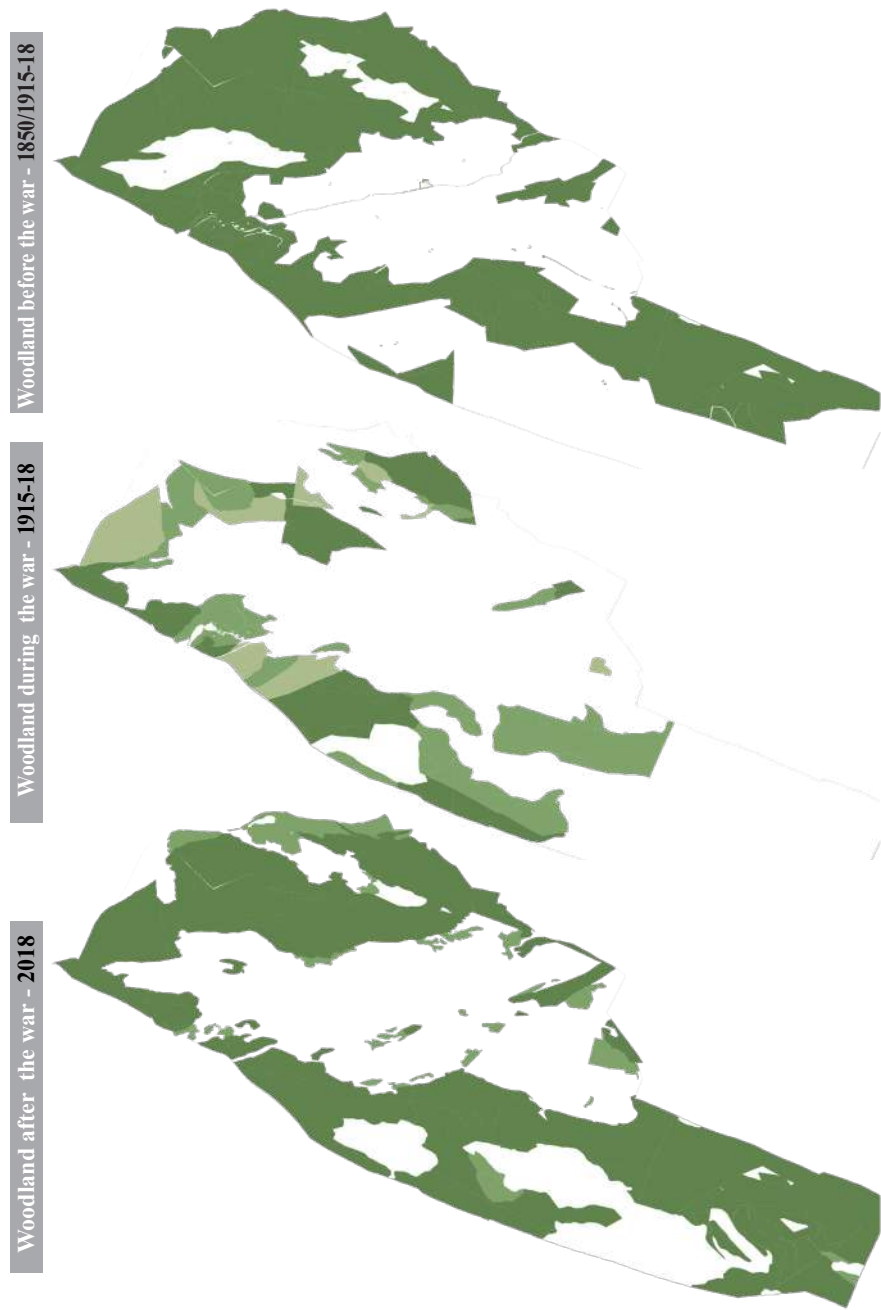 Woodland before the war - 1850/1915-18
Woodland during the war - 1915-18
Woodland after the war - 2018